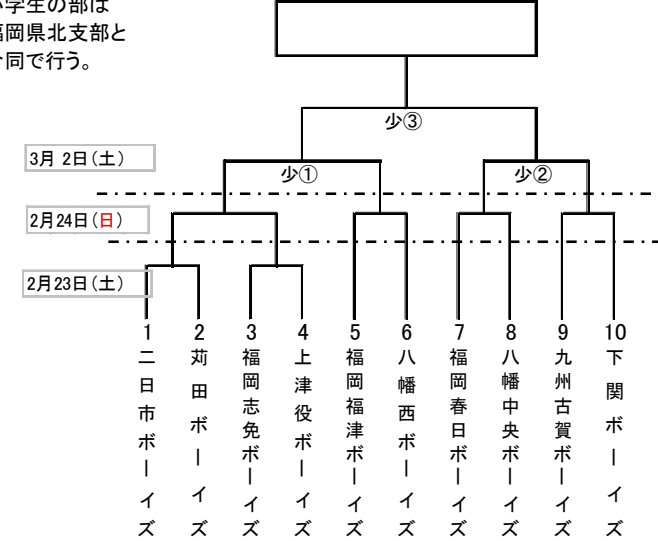 小学生の部は
福岡県北支部と
合同で行う。
少③
3月 2日(土)
少①
少②
2月24日(日)
2月23日(土)
1 2 3 4 5 6 7 8 9 10
二日市ボーイズ
苅田ボーイズ
福岡志免ボーイズ
上津役ボーイズ
福岡福津ボーイズ
八幡西ボーイズ
福岡春日ボーイズ
八幡中央ボーイズ
九州古賀ボーイズ
下関ボーイズ